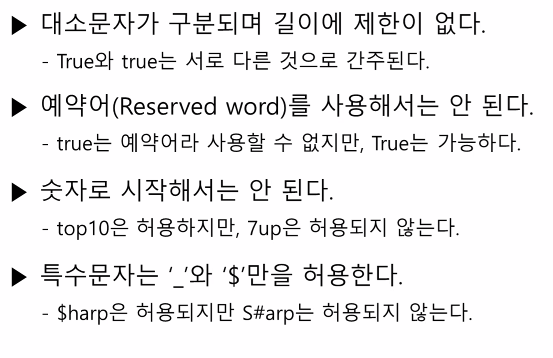 ▶ 대소문자가 구분되며 길이에 제한이 없다.
- True와 true는 서로 다른 것으로 간주된다.
▶ 예약어(Reserved word)를 사용해서는 안 된다.
- true는 예약어라 사용할 수 없지만, True는 가능하다.
▶ 숫자로 시작해서는 안 된다.
- top10은 허용하지만, 7up은 허용되지 않는다.
▶ 특수문자는 '_'와 '$'만을 허용한다.
- $harp은 허용되지만 S#arp는 허용되지 않는다.